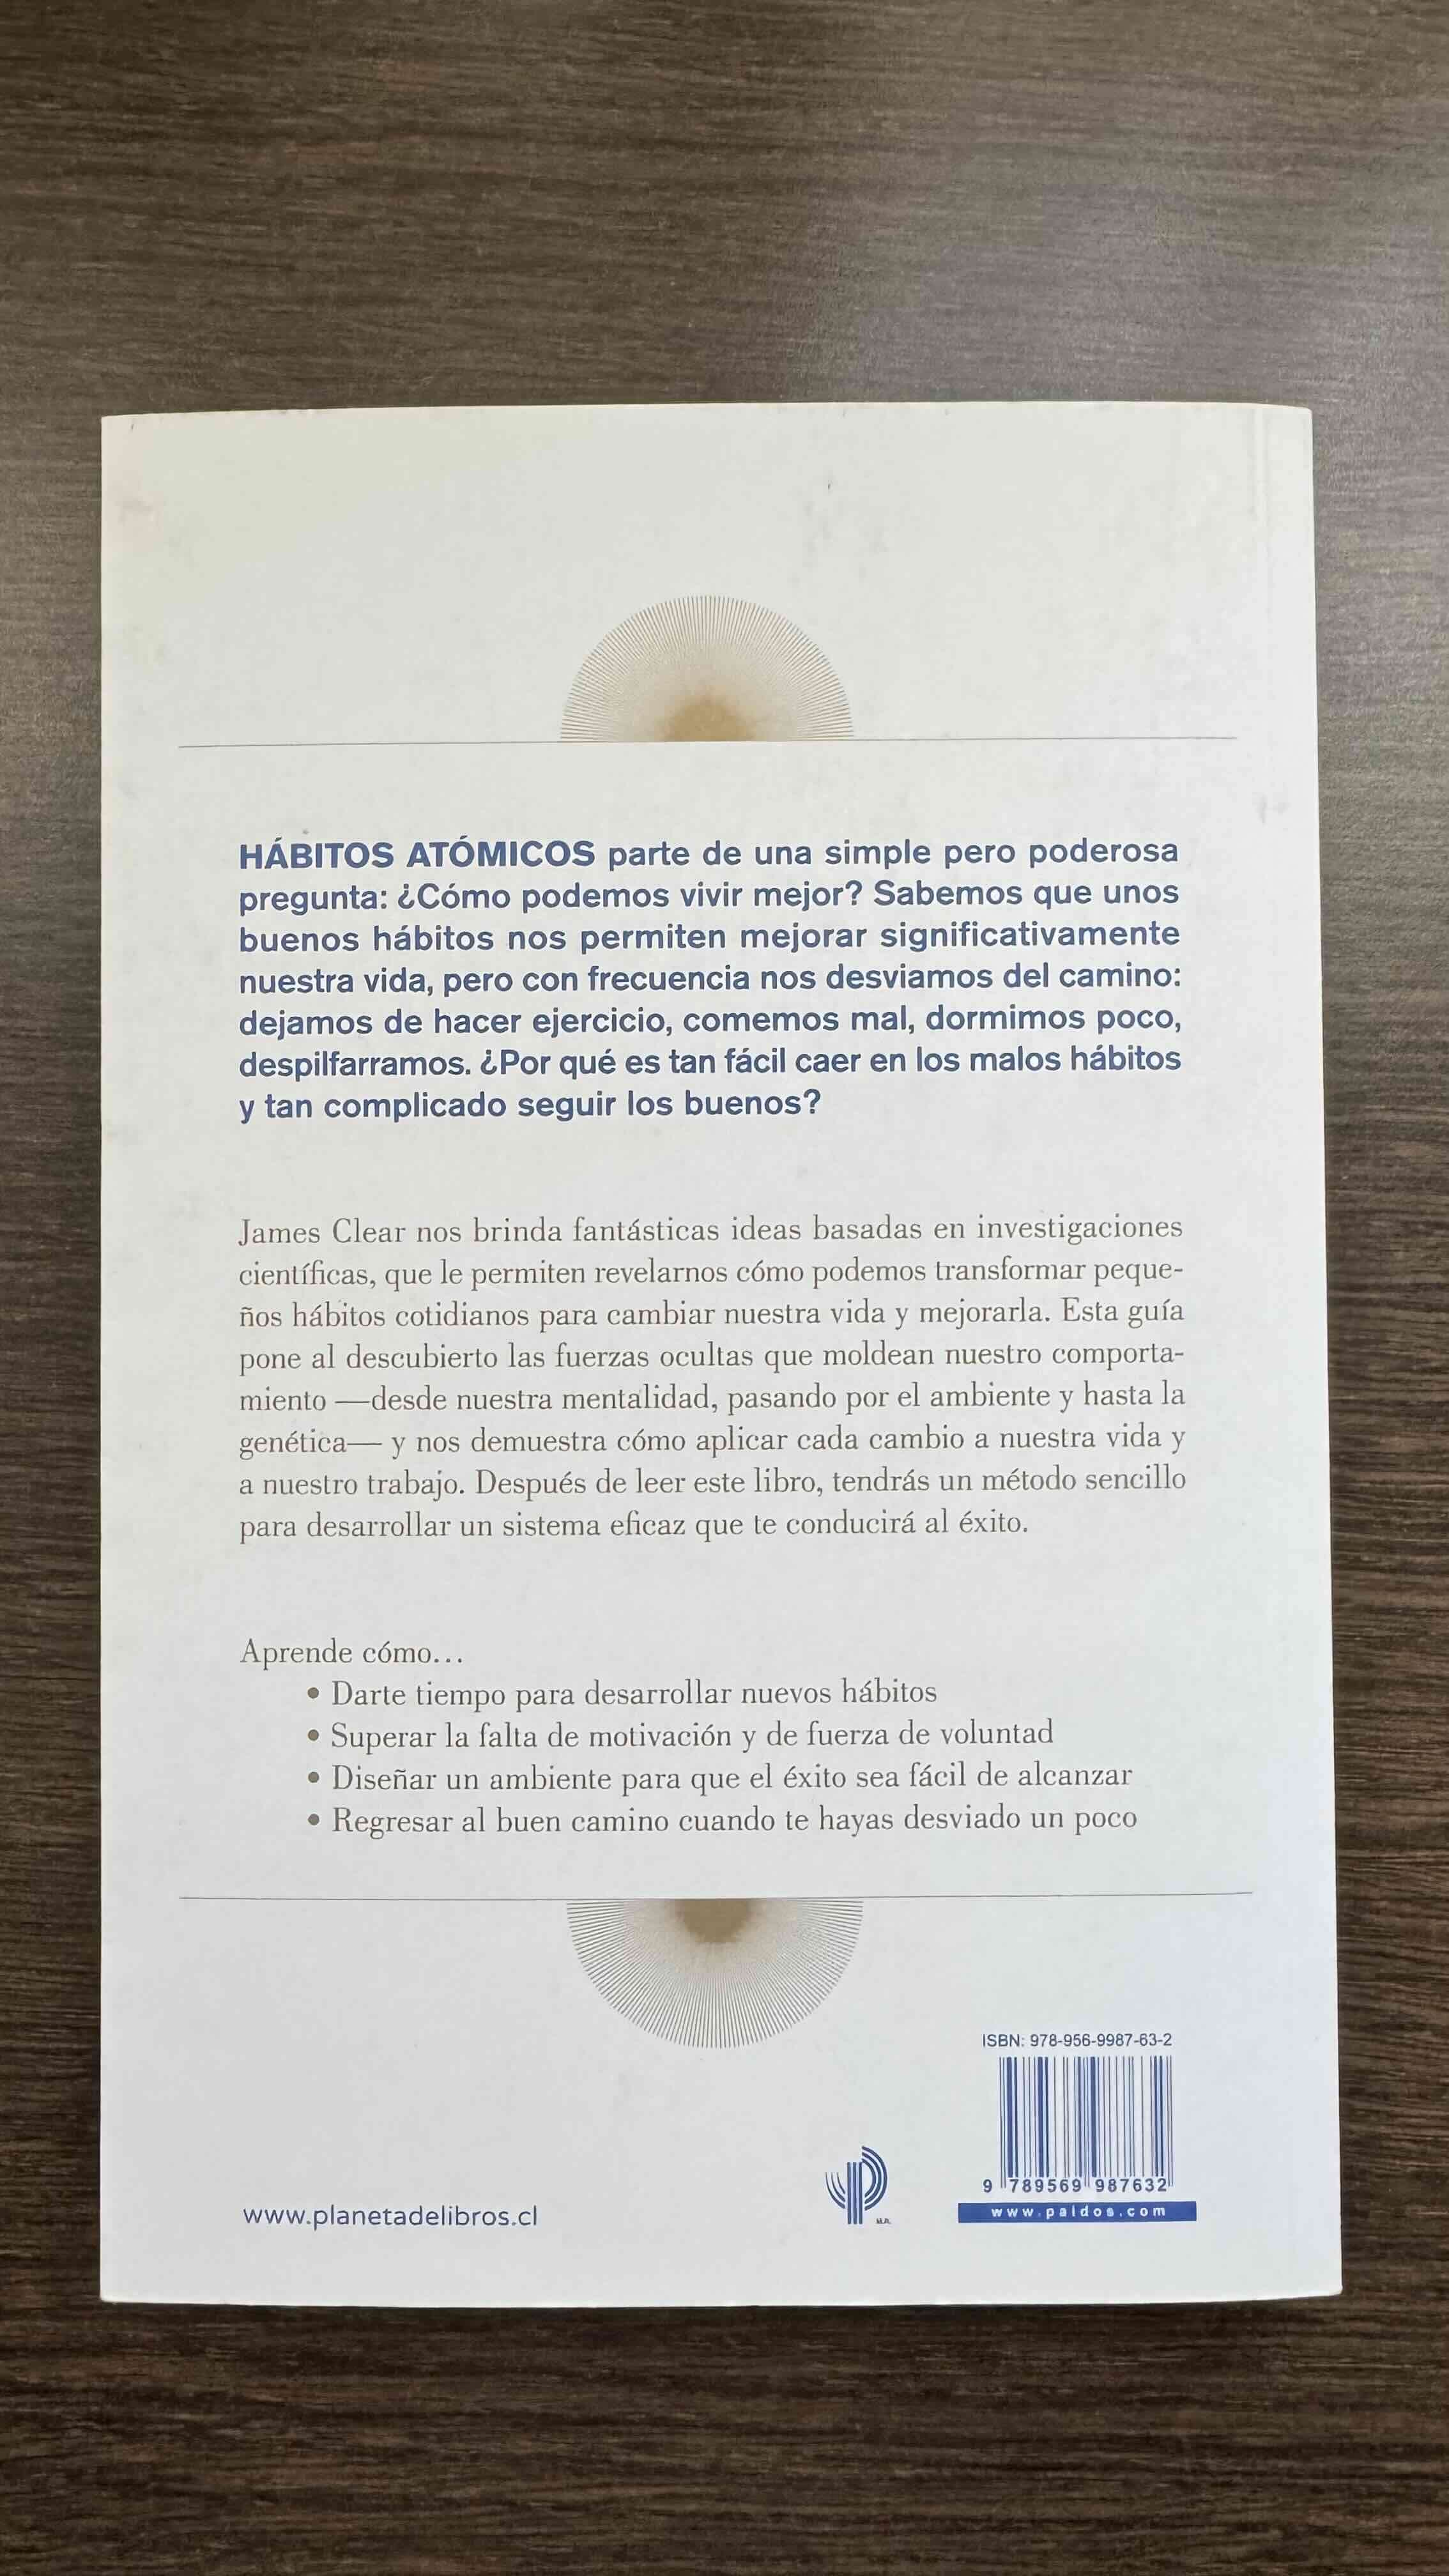 HÁBITOS ATÓMICOS parte de una simple pero poderosa
pregunta: ¿Cómo podemos vivir mejor? Sabemos que unos
buenos hábitos nos permiten mejorar significativamente
nuestra vida, pero con frecuencia nos desviamos del camino:
dejamos de hacer ejercicio, comemos mal, dormimos poco,
despilfarramos. ¿Por qué es tan fácil caer en los malos hábitos
y tan complicado seguir los buenos?
James Clear nos brinda fantásticas ideas basadas en investigaciones
científicas, que le permiten revelarnos cómo podemos transformar peque-
ños hábitos cotidianos para cambiar nuestra vida y mejorarla. Esta guía
pone al descubierto las fuerzas ocultas que moldean nuestro comporta-
miento —desde nuestra mentalidad, pasando por el ambiente y hasta la
genética— y nos demuestra cómo aplicar cada cambio a nuestra vida y
a nuestro trabajo. Después de leer este libro, tendrás un método sencillo
para desarrollar un sistema eficaz que te conducirá al éxito.
Aprende cómo...
• Darte tiempo para desarrollar nuevos hábitos
• Superar la falta de motivación y de fuerza de voluntad
• Diseñar un ambiente para que el éxito sea fácil de alcanzar
• Regresar al buen camino cuando te hayas desviado un poco
ISBN: 978-956-9987-63-2
9 789569 987632
www.paidos.com
M.R.
www.planetadelibros.cl